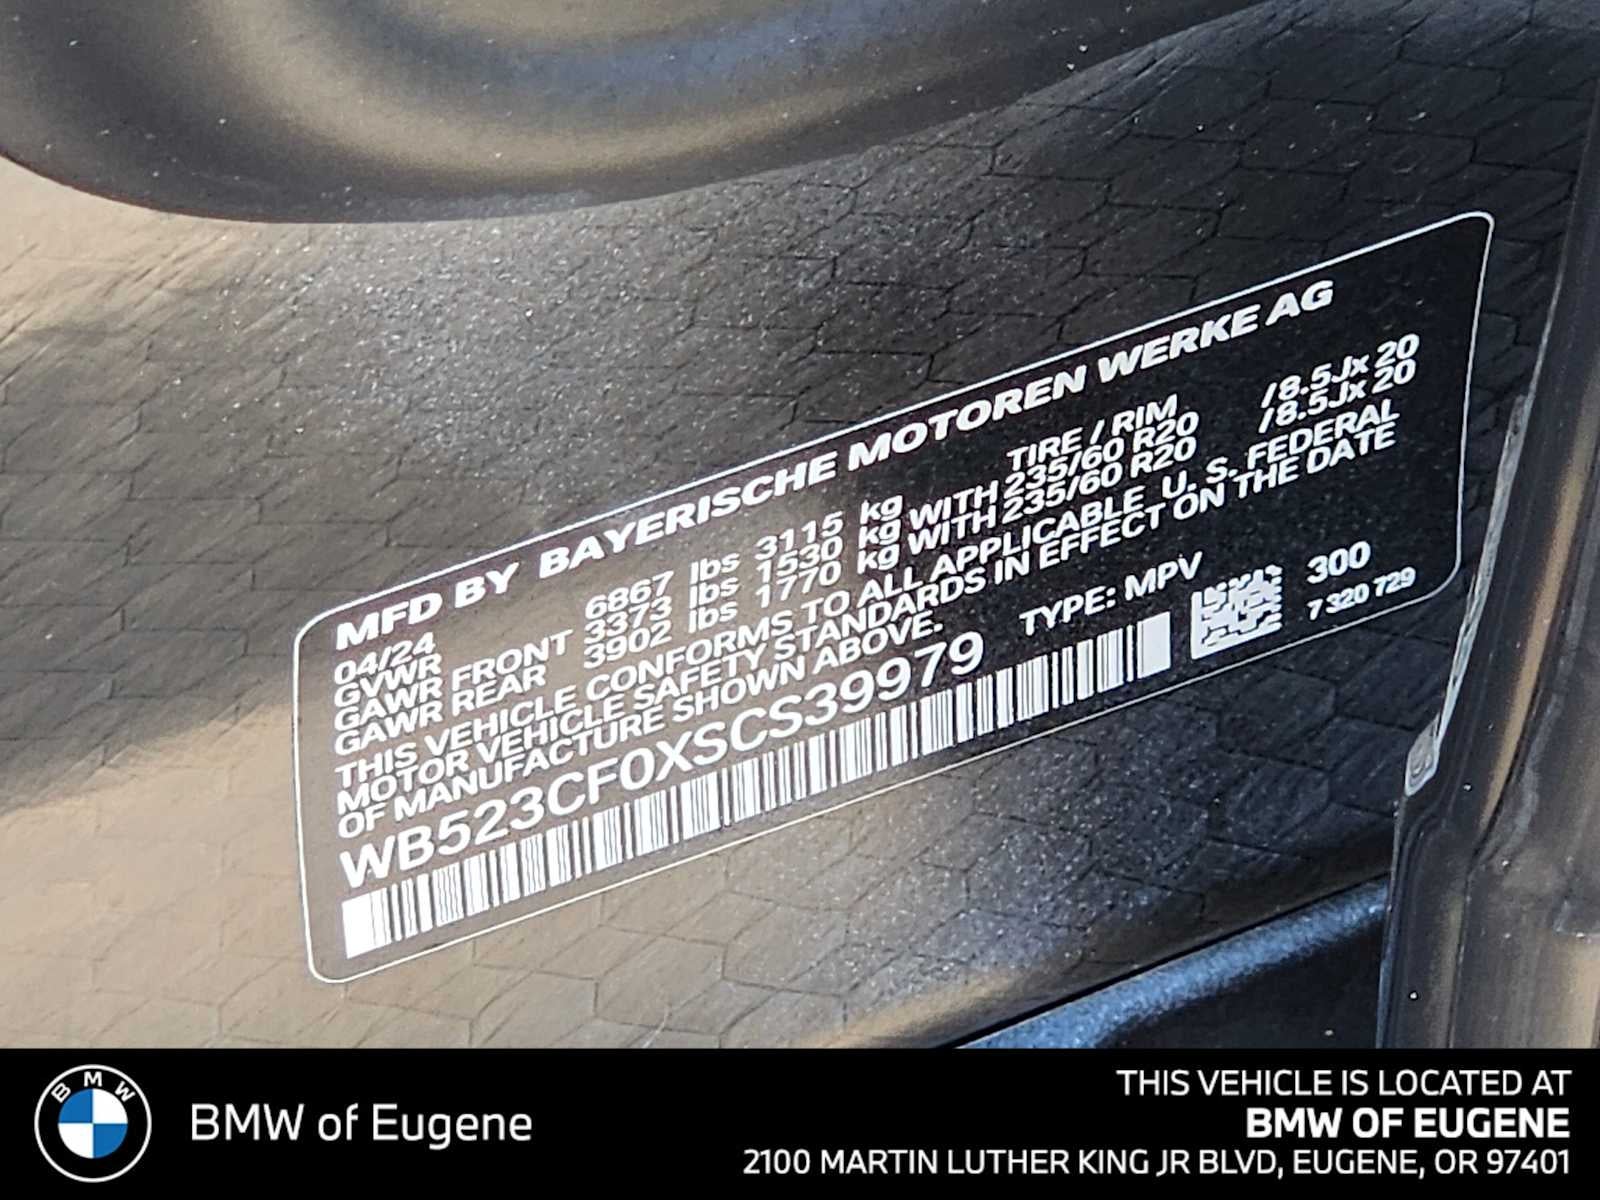 MFD BY BAYERISCHE MOTOREN WERKE AG
04/24 TIRE / RIM
GVWR 6867 lbs 3115 kg
GAWR FRONT 3373 lbs 1530 kg WITH 235/60 R20 /8.5Jx 20
GAWR REAR 3902 lbs 1770 kg WITH 235/60 R20 /8.5Jx 20
THIS VEHICLE CONFORMS TO ALL APPLICABLE U. S. FEDERAL
MOTOR VEHICLE SAFETY STANDARDS IN EFFECT ON THE DATE
OF MANUFACTURE SHOWN ABOVE.
WB523CF0XSCS39979 TYPE: MPV
300
7 320 729
BMW
BMW of Eugene
THIS VEHICLE IS LOCATED AT
BMW OF EUGENE
2100 MARTIN LUTHER KING JR BLVD, EUGENE, OR 97401